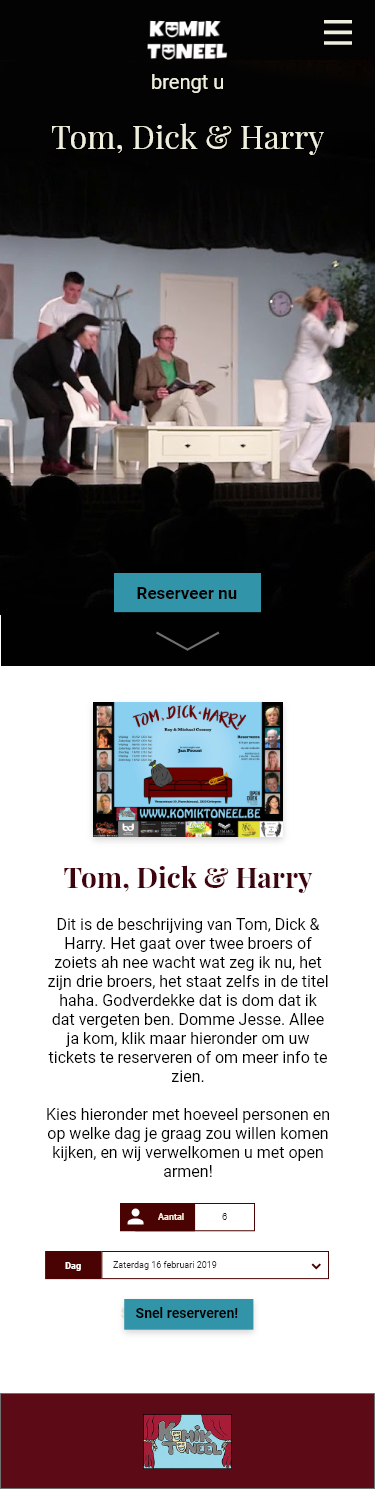 KOMIK
TONEEL
brengt u
Tom, Dick & Harry
Reserveer nu
TOM, DICK & HARRY
Ray & Michael Cooney
WWW.KOMIKTONEEL.BE
Tom, Dick & Harry
Dit is de beschrijving van Tom, Dick &
Harry. Het gaat over twee broers of
zoiets ah nee wacht wat zeg ik nu, het
zijn drie broers, het staat zelfs in de titel
haha. Godverdekke dat is dom dat ik
dat vergeten ben. Domme Jesse. Allee
ja kom, klik maar hieronder om uw
tickets te reserveren of om meer info te
zien.
Kies hieronder met hoeveel personen en
op welke dag je graag zou willen komen
kijken, en wij verwelkomen u met open
armen!
Aantal 6
Dag Zaterdag 16 februari 2019
Snel reserveren!
KOMIK
TONEEL